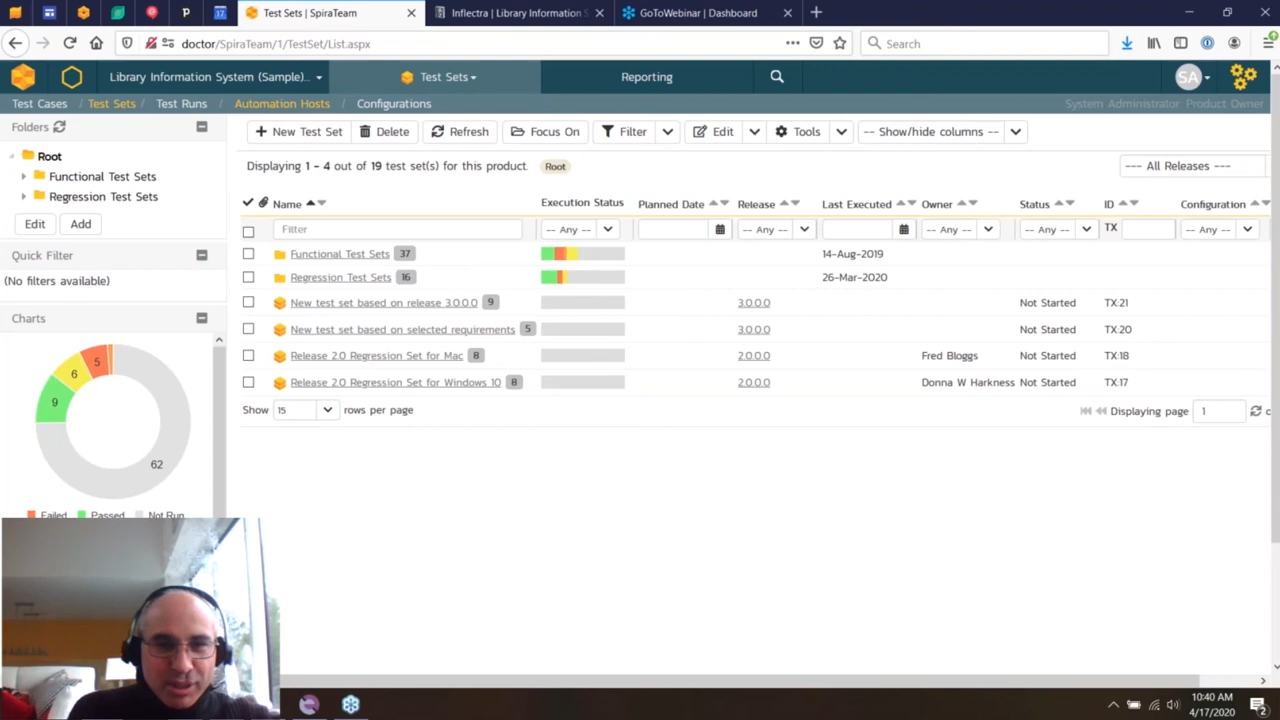 Test Sets | SpiraTeam
Inflectra | Library Information S
GoToWebinar | Dashboard
doctor/SpiraTeam/1/TestSet/List.aspx
Search
Library Information System (Sample)...
Test Sets
Reporting
SA
Test Cases / Test Sets / Test Runs / Automation Hosts / Configurations
System Administrator Product Owner
Folders
Root
Functional Test Sets
Regression Test Sets
Edit
Add
Quick Filter
(No filters available)
Charts
5
6
9
62
Failed
Passed
Not Run
New Test Set
Delete
Refresh
Focus On
Filter
Edit
Tools
-- Show/hide columns --
Displaying 1 - 4 out of 19 test set(s) for this product. Root
--- All Releases ---
Name Execution Status Planned Date Release Last Executed Owner Status ID Configuration
Filter -- Any -- -- Any -- -- Any -- -- Any -- TX -- Any --
Functional Test Sets 37 14-Aug-2019
Regression Test Sets 16 26-Mar-2020
New test set based on release 3.0.0.0 9 3.0.0.0 Not Started TX:21
New test set based on selected requirements 5 3.0.0.0 Not Started TX:20
Release 2.0 Regression Set for Mac 8 2.0.0.0 Fred Bloggs Not Started TX:18
Release 2.0 Regression Set for Windows 10 8 2.0.0.0 Donna W Harkness Not Started TX:17
Show 15 rows per page
Displaying page 1
10:40 AM
4/17/2020
2